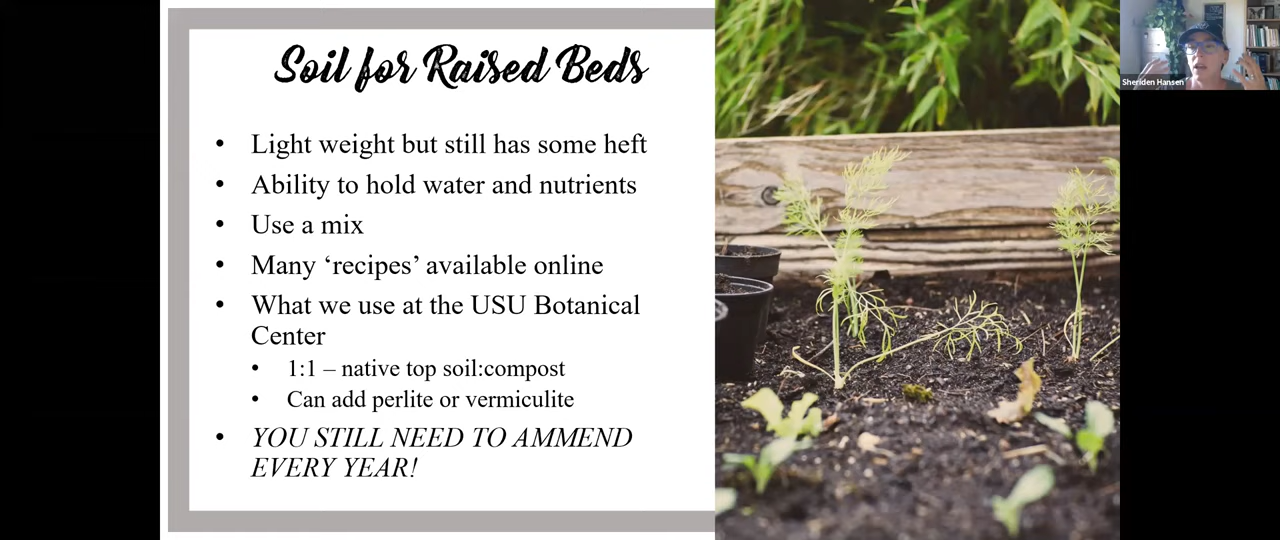 Soil for Raised Beds
• Light weight but still has some heft
• Ability to hold water and nutrients
• Use a mix
• Many ‘recipes’ available online
• What we use at the USU Botanical
Center
• 1:1 – native top soil:compost
• Can add perlite or vermiculite
• YOU STILL NEED TO AMMEND
EVERY YEAR!
Sheriden Hansen